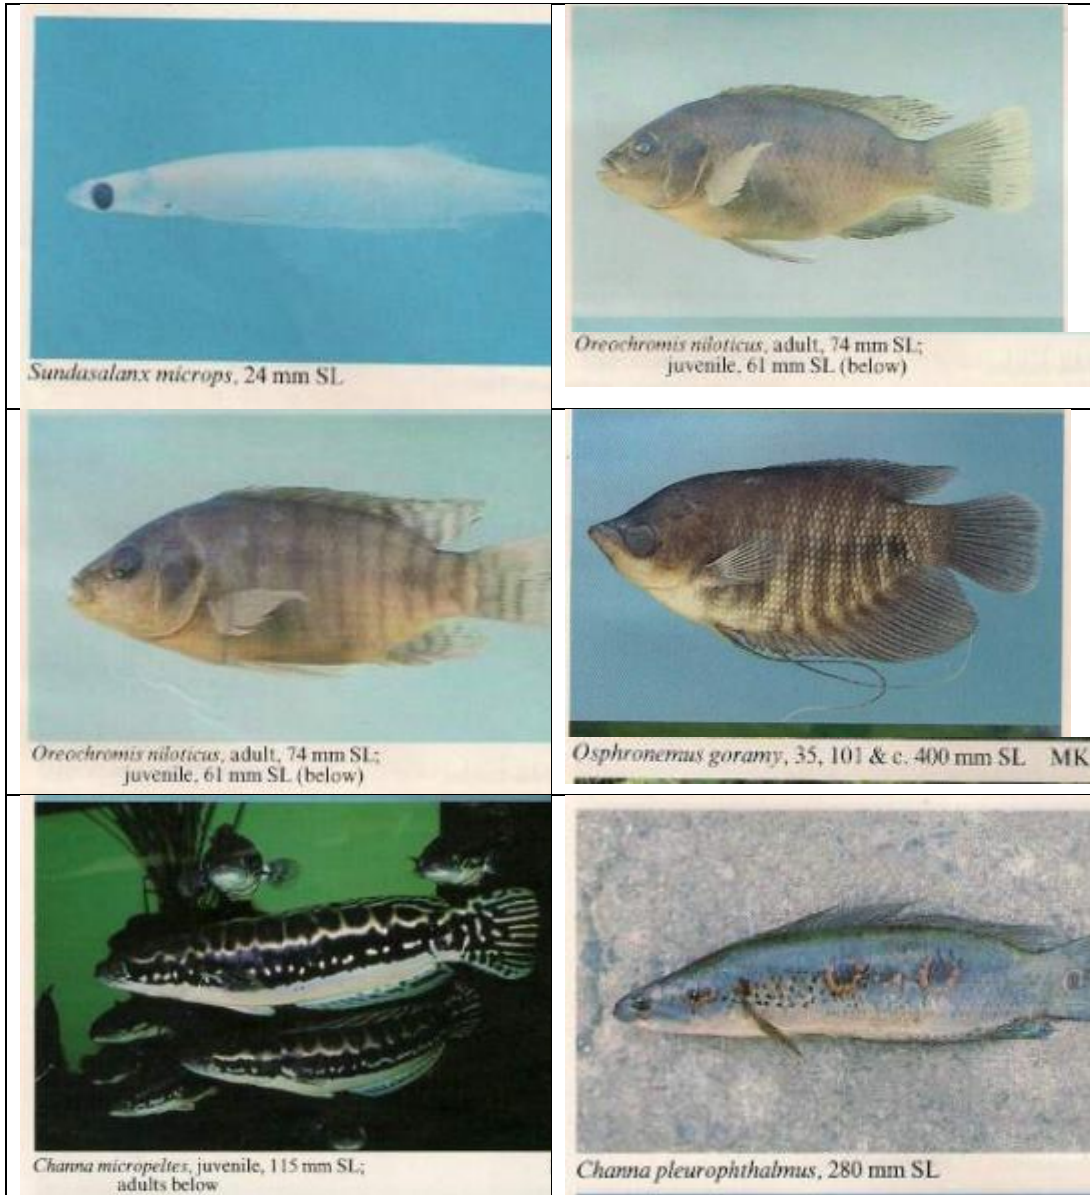 Sundasalanx microps, 24 mm SL
Oreochromis niloticus, adult, 74 mm SL;
juvenile, 61 mm SL (below)
Oreochromis niloticus, adult, 74 mm SL;
juvenile, 61 mm SL (below)
Osphronemus goramy, 35, 101 & c. 400 mm SL MK
Channa micropeltes, juvenile, 115 mm SL;
adults below
Channa pleurophthalmus, 280 mm SL